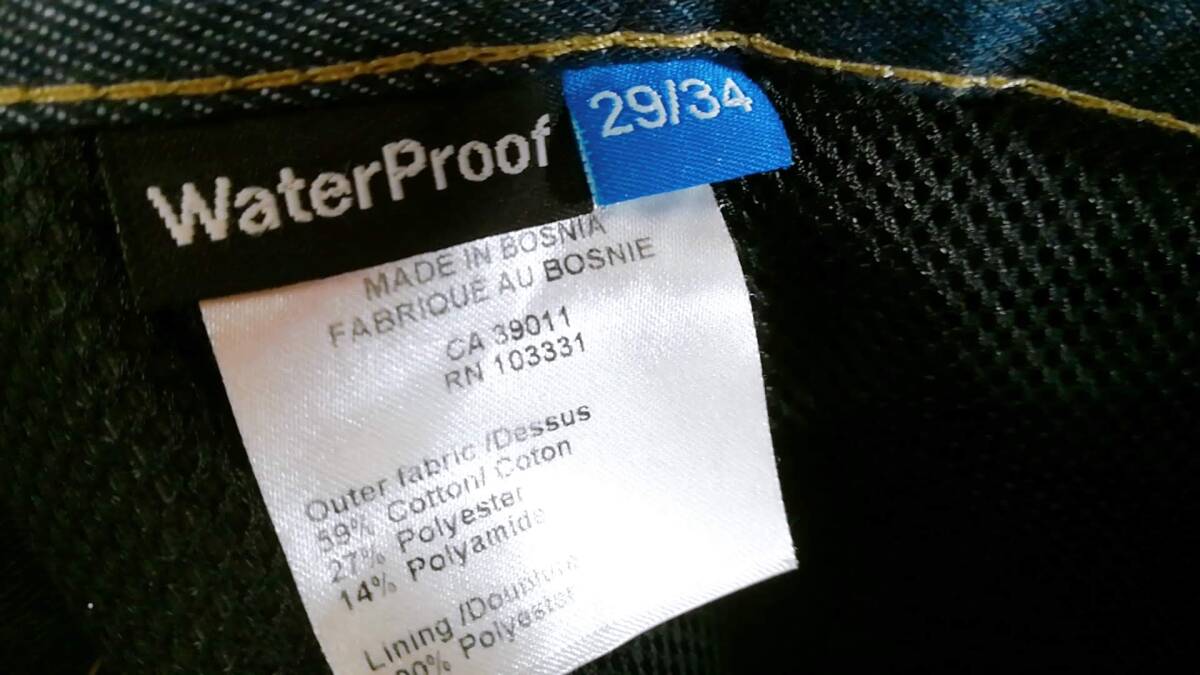 WaterProof
29/34
MADE IN BOSNIA
FABRIQUE AU BOSNIE
CA 39011
RN 103331
Outer fabric /Dessus
59% Cotton/ Coton
27% Polyester
14% Polyamide
Lining /Doublure
Polyester